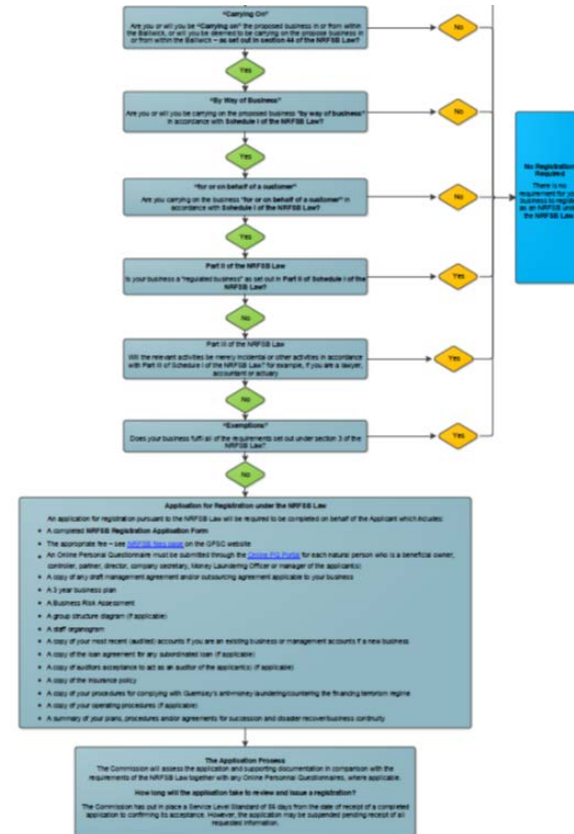 "Carrying On"
Are you or will you be "Carrying on" the proposed business in or from within
the Bailiwick, or will you be deemed to be carrying on the propose business in
or from within the Bailiwick – as set out in section 44 of the NRFSB Law?
No
Yes
"By Way of Business"
Are you or will you be carrying on the proposed business "by way of business"
in accordance with Schedule I of the NRFSB Law?
No
Yes
"for or on behalf of a customer"
Are you carrying on the business "for or on behalf of a customer" in
accordance with Schedule I of the NRFSB Law?
No
Yes
No Registration
Required
There is no
requirement for
business to
as an NRFSB
the NRFSB Law
Part II of the NRFSB Law
Is your business a "regulated business" as set out in Part II of Schedule I of the
NRFSB Law?
Yes
No
Part III of the NRFSB Law
Will the relevant activities be merely incidental or other activities in accordance
with Part III of Schedule I of the NRFSB Law? for example, if you are a lawyer,
accountant or actuary
Yes
No
"Exemptions"
Does your business fulfil all of the requirements set out under section 3 of the
NRFSB Law?
Yes
No
Application for Registration under the NRFSB Law
An application for registration pursuant to the NRFSB Law will be required to be completed on behalf of the Applicant which includes:
• A completed NRFSB Registration Application Form
• The appropriate fee – see NRFSB fees page on the GFSC website
• An Online Personal Questionnaire must be submitted through the Online PQ Portal for each natural person who is a beneficial owner,
controller, partner, director, company secretary, Money Laundering Officer or manager of the applicant(s)
• A copy of any draft management agreement and/or outsourcing agreement applicable to your business
• A 3 year business plan
• A Business Risk Assessment
• A group structure diagram (if applicable)
• A staff organogram
• A copy of your most recent (audited) accounts if you are an existing business or management accounts if a new business
• A copy of the loan agreement for any subordinated loan (if applicable)
• A copy of auditors acceptance to act as an auditor of the applicant(s) (if applicable)
• A copy of the insurance policy
• A copy of your procedures for complying with Guernsey's anti-money laundering/countering the financing terrorism regime
• A copy of your operating procedures (if applicable)
• A summary of your plans, procedures and/or agreements for succession and disaster recover/business continuity
The Application Process
The Commission will assess the application and supporting documentation in comparison with the
requirements of the NRFSB Law together with any Online Personnal Questionnaires, where applicable.
How long will the application take to review and issue a registration?
The Commission has put in place a Service Level Standard of 56 days from the date of receipt of a completed
application to confirming its acceptance. However, the application may be suspended pending receipt of all
requested information.